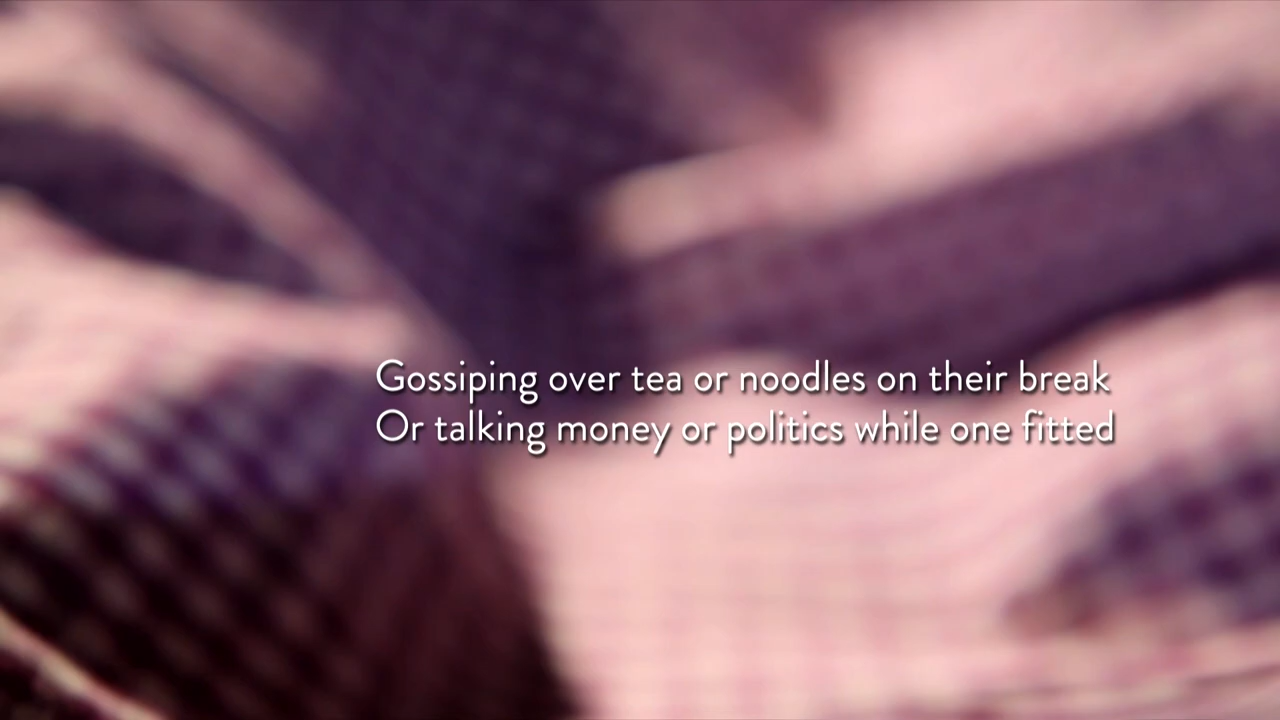 Gossiping over tea or noodles on their break
Or talking money or politics while one fitted